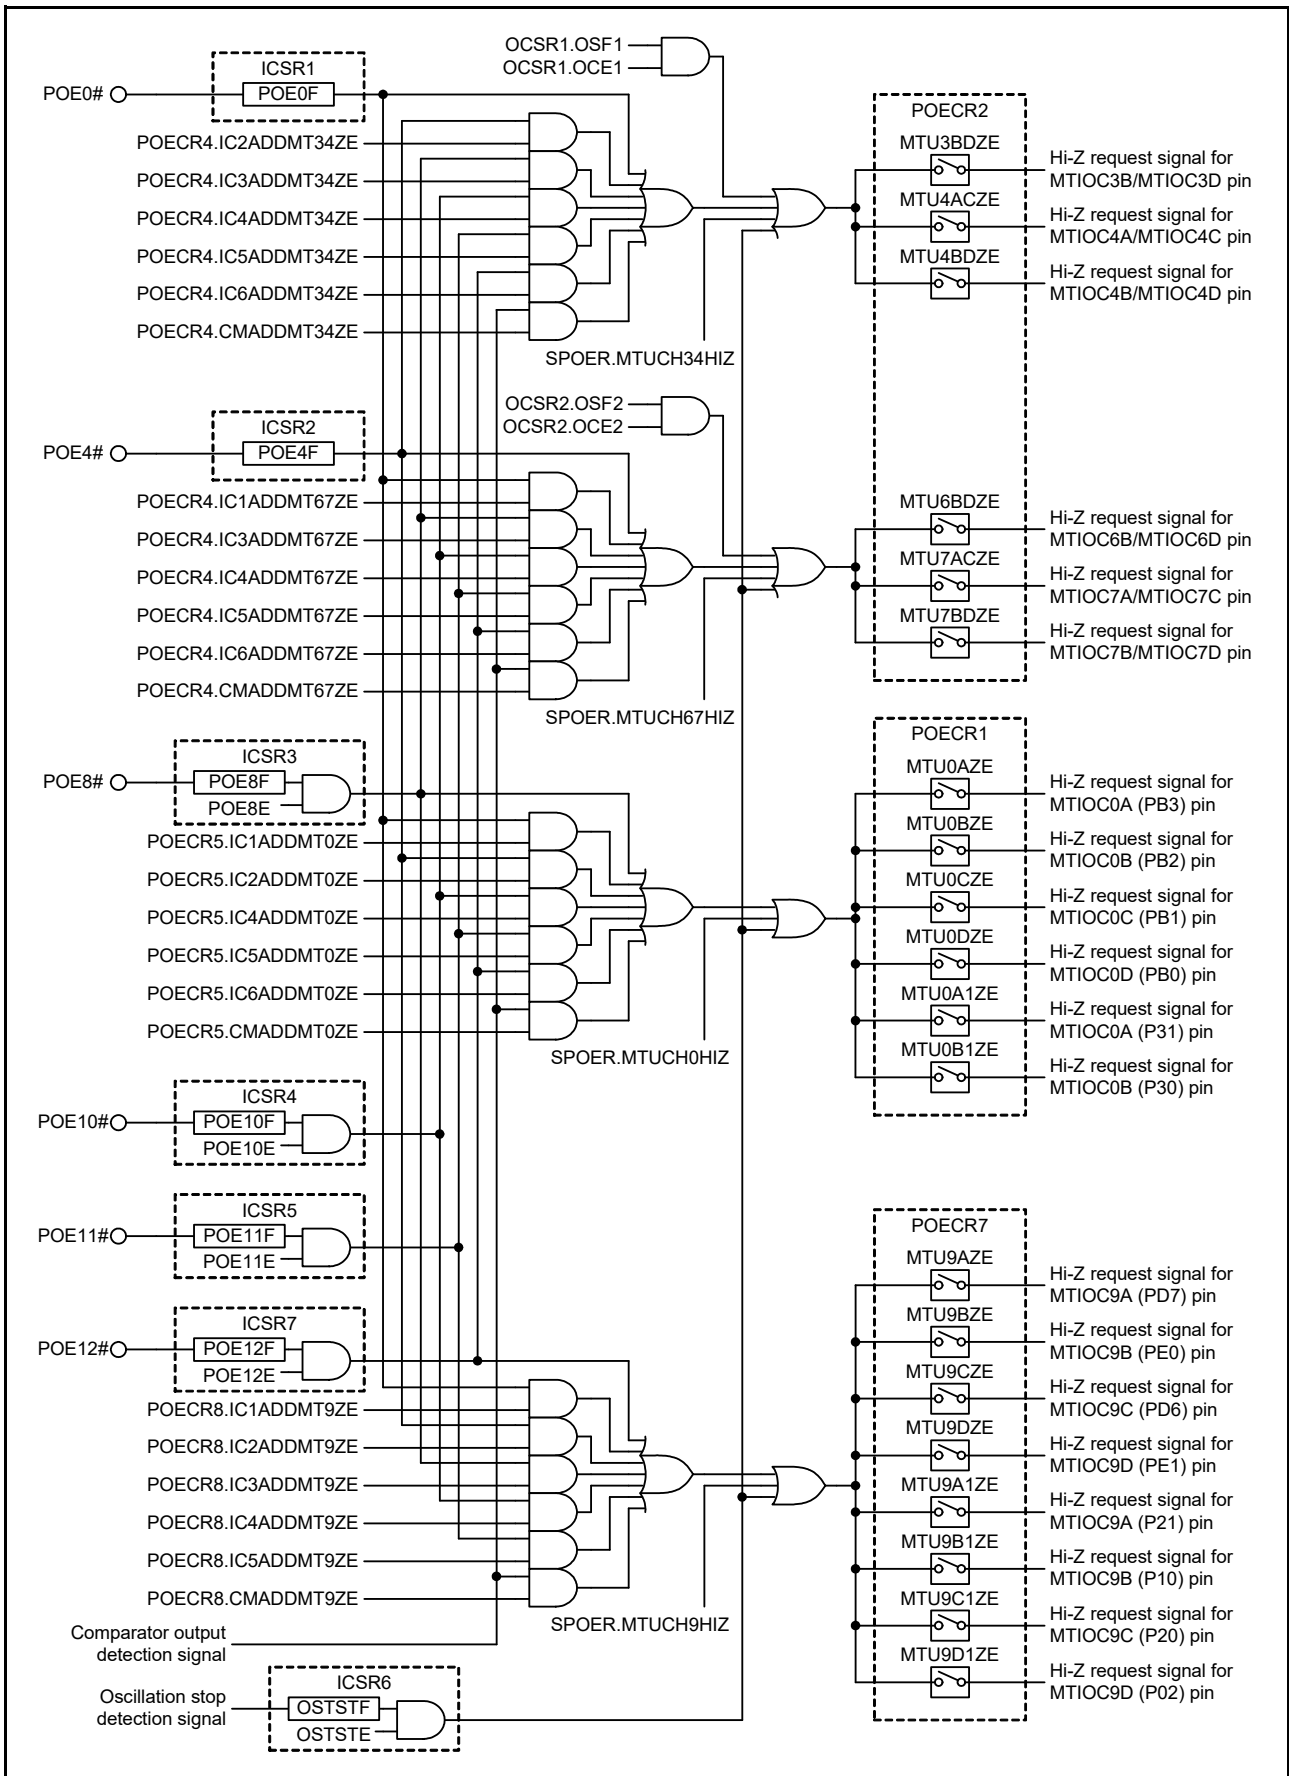 OCSR1.OSF1
OCSR1.OCE1
ICSR1
POE0#
POE0F
POECR4.IC2ADDMT34ZE
POECR4.IC3ADDMT34ZE
POECR4.IC4ADDMT34ZE
POECR4.IC5ADDMT34ZE
POECR4.IC6ADDMT34ZE
POECR4.CMADDMT34ZE
SPOER.MTUCH34HIZ
POECR2
MTU3BDZE
Hi-Z request signal for
MTIOC3B/MTIOC3D pin
MTU4ACZE
Hi-Z request signal for
MTIOC4A/MTIOC4C pin
MTU4BDZE
Hi-Z request signal for
MTIOC4B/MTIOC4D pin
OCSR2.OSF2
OCSR2.OCE2
ICSR2
POE4#
POE4F
POECR4.IC1ADDMT67ZE
POECR4.IC3ADDMT67ZE
POECR4.IC4ADDMT67ZE
POECR4.IC5ADDMT67ZE
POECR4.IC6ADDMT67ZE
POECR4.CMADDMT67ZE
SPOER.MTUCH67HIZ
MTU6BDZE
Hi-Z request signal for
MTIOC6B/MTIOC6D pin
MTU7ACZE
Hi-Z request signal for
MTIOC7A/MTIOC7C pin
MTU7BDZE
Hi-Z request signal for
MTIOC7B/MTIOC7D pin
ICSR3
POE8#
POE8F
POE8E
POECR5.IC1ADDMT0ZE
POECR5.IC2ADDMT0ZE
POECR5.IC4ADDMT0ZE
POECR5.IC5ADDMT0ZE
POECR5.IC6ADDMT0ZE
POECR5.CMADDMT0ZE
SPOER.MTUCH0HIZ
POECR1
MTU0AZE
Hi-Z request signal for
MTIOC0A (PB3) pin
MTU0BZE
Hi-Z request signal for
MTIOC0B (PB2) pin
MTU0CZE
Hi-Z request signal for
MTIOC0C (PB1) pin
MTU0DZE
Hi-Z request signal for
MTIOC0D (PB0) pin
MTU0A1ZE
Hi-Z request signal for
MTIOC0A (P31) pin
MTU0B1ZE
Hi-Z request signal for
MTIOC0B (P30) pin
ICSR4
POE10#
POE10F
POE10E
ICSR5
POE11#
POE11F
POE11E
ICSR7
POE12#
POE12F
POE12E
POECR8.IC1ADDMT9ZE
POECR8.IC2ADDMT9ZE
POECR8.IC3ADDMT9ZE
POECR8.IC4ADDMT9ZE
POECR8.IC5ADDMT9ZE
POECR8.CMADDMT9ZE
SPOER.MTUCH9HIZ
POECR7
MTU9AZE
Hi-Z request signal for
MTIOC9A (PD7) pin
MTU9BZE
Hi-Z request signal for
MTIOC9B (PE0) pin
MTU9CZE
Hi-Z request signal for
MTIOC9C (PD6) pin
MTU9DZE
Hi-Z request signal for
MTIOC9D (PE1) pin
MTU9A1ZE
Hi-Z request signal for
MTIOC9A (P21) pin
MTU9B1ZE
Hi-Z request signal for
MTIOC9B (P10) pin
MTU9C1ZE
Hi-Z request signal for
MTIOC9C (P20) pin
MTU9D1ZE
Hi-Z request signal for
MTIOC9D (P02) pin
Comparator output
detection signal
ICSR6
Oscillation stop
detection signal
OSTSTF
OSTSTE